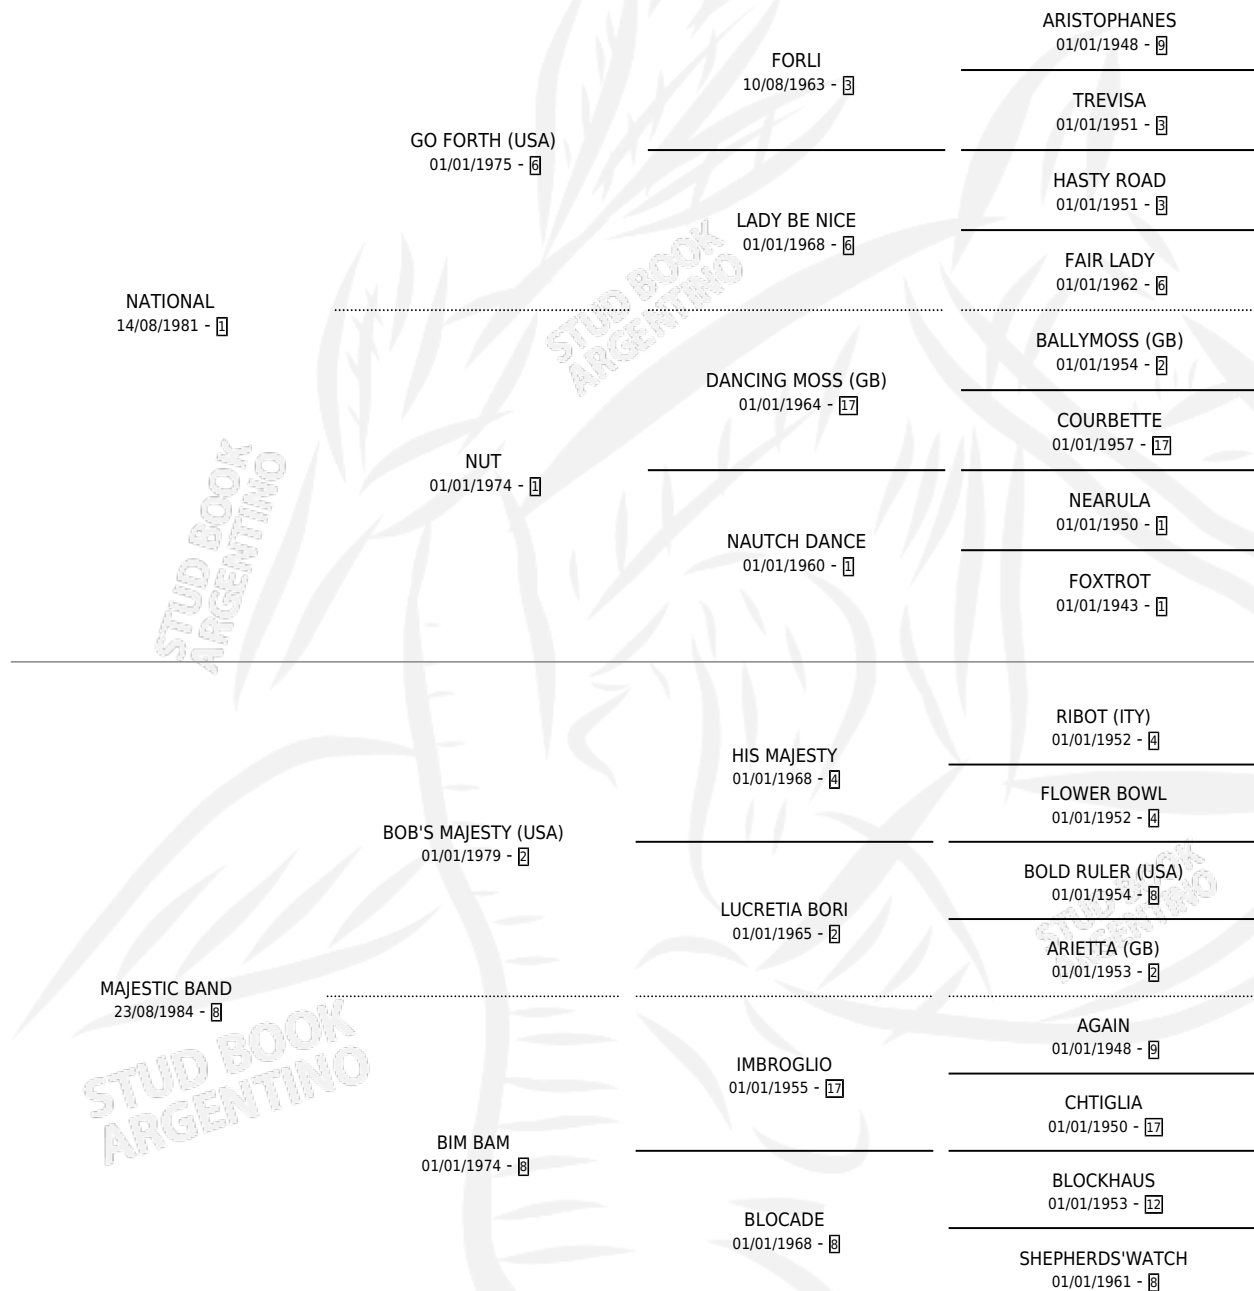 ARISTOPHANES
01/01/1948 - 9
FORLI
10/08/1963 - 3
TREVISA
01/01/1951 - 3
GO FORTH (USA)
01/01/1975 - 6
HASTY ROAD
01/01/1951 - 3
LADY BE NICE
01/01/1968 - 6
FAIR LADY
01/01/1962 - 6
NATIONAL
14/08/1981 - 1
BALLYMOSS (GB)
01/01/1954 - 2
DANCING MOSS (GB)
01/01/1964 - 17
COURBETTE
01/01/1957 - 17
NUT
01/01/1974 - 1
NEARULA
01/01/1950 - 1
NAUTCH DANCE
01/01/1960 - 1
FOXTROT
01/01/1943 - 1
RIBOT (ITY)
01/01/1952 - 4
HIS MAJESTY
01/01/1968 - 4
FLOWER BOWL
01/01/1952 - 4
BOB'S MAJESTY (USA)
01/01/1979 - 2
BOLD RULER (USA)
01/01/1954 - 8
LUCRETIA BORI
01/01/1965 - 2
ARIETTA (GB)
01/01/1953 - 2
MAJESTIC BAND
23/08/1984 - 8
AGAIN
01/01/1948 - 9
IMBROGLIO
01/01/1955 - 17
CHTIGLIA
01/01/1950 - 17
BIM BAM
01/01/1974 - 8
BLOCKHAUS
01/01/1953 - 12
BLOCADE
01/01/1968 - 8
SHEPHERDS'WATCH
01/01/1961 - 8
STUD BOOK
ARGENTINO
STUD BOOK
ARGENTINO
STUD BOOK
ARGENTINO
STUD BOOK
ARGENTINO